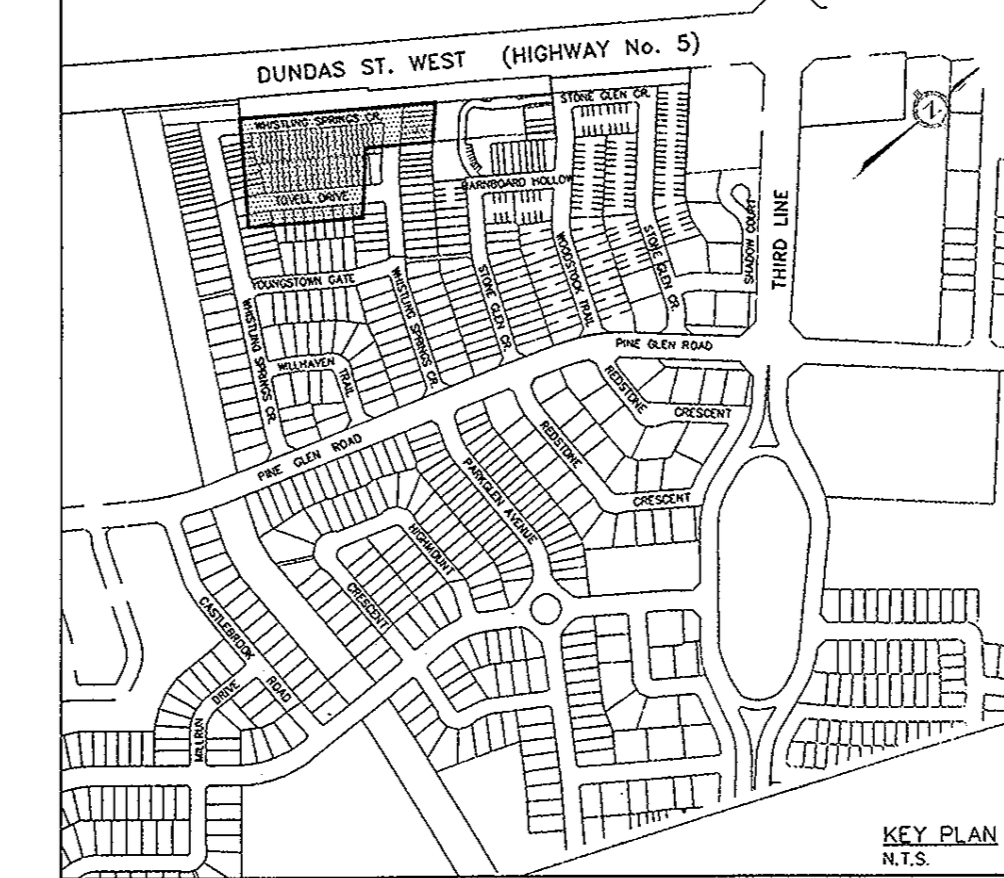 DUNDAS ST. WEST (HIGHWAY No. 5)
STONE GLEN CR.
WHISTLING SPRINGS CR.
Z
BARNBOARD HOLLOW
TOVELL DRIVE
SHADOW COURT
THIRD LINE
STONE GLEN CR.
WOODSTOCK TRAIL
YOUNGSTOWN GATE
WHISTLING SPRINGS CR.
STONE GLEN CR.
WHISTLING SPRINGS CR.
PINE GLEN ROAD
WILLHAVEN
TRAIL
REDSTONE
CRESCENT
PINE GLEN ROAD
REDSTONE
CRESCENT
PARKGLEN AVENUE
HIGHMOUNT
CRESCENT
CASTLEBROOK
ROAD
DRIVE
MILLRUN
KEY PLAN
N.T.S.